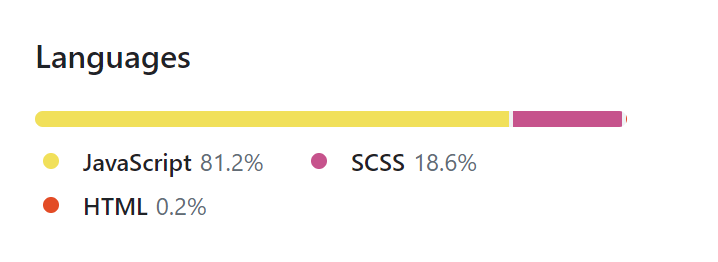 Languages
JavaScript 81.2% SCSS 18.6%
HTML 0.2%